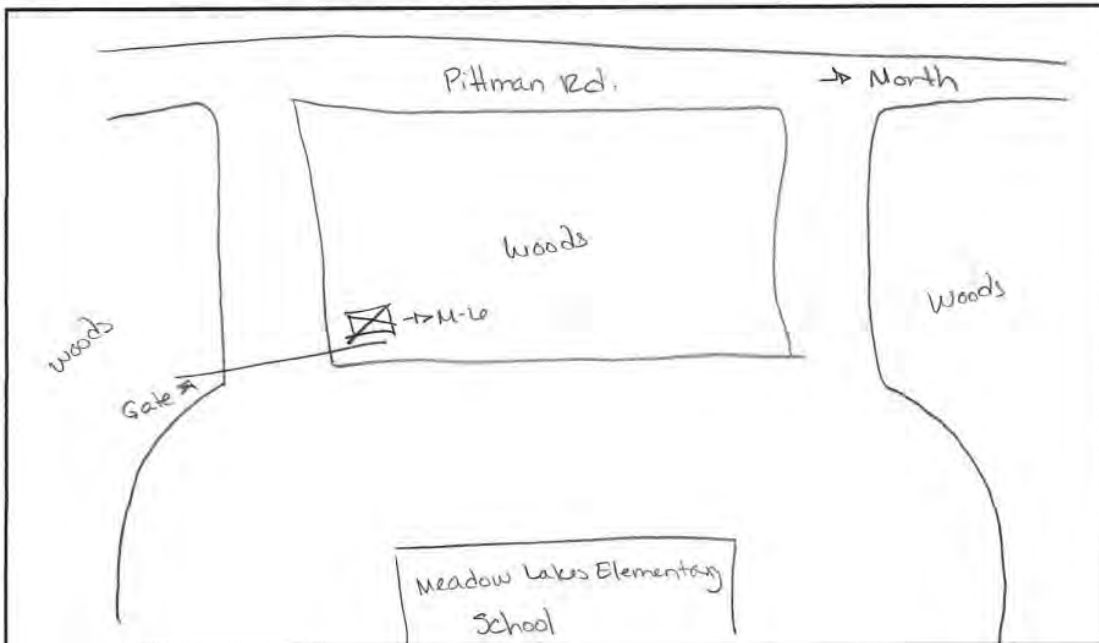 Pittman Rd.
→ North
Woods
Woods
woods
→ M-6
Gate
Meadow Lakes Elementary
School